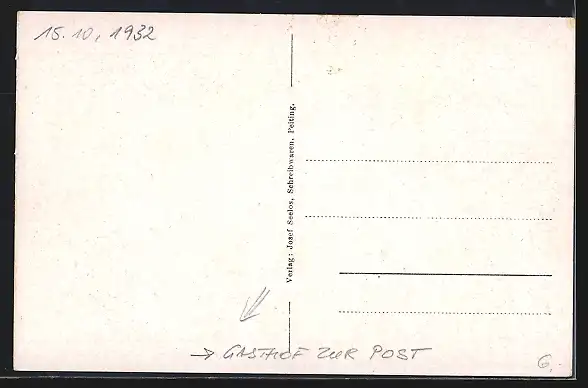 15. 10, 1932
Verlag: Josef Seelos, Schreibwaren, Peiting.
→ GASTHOF ZUR POST
6,-